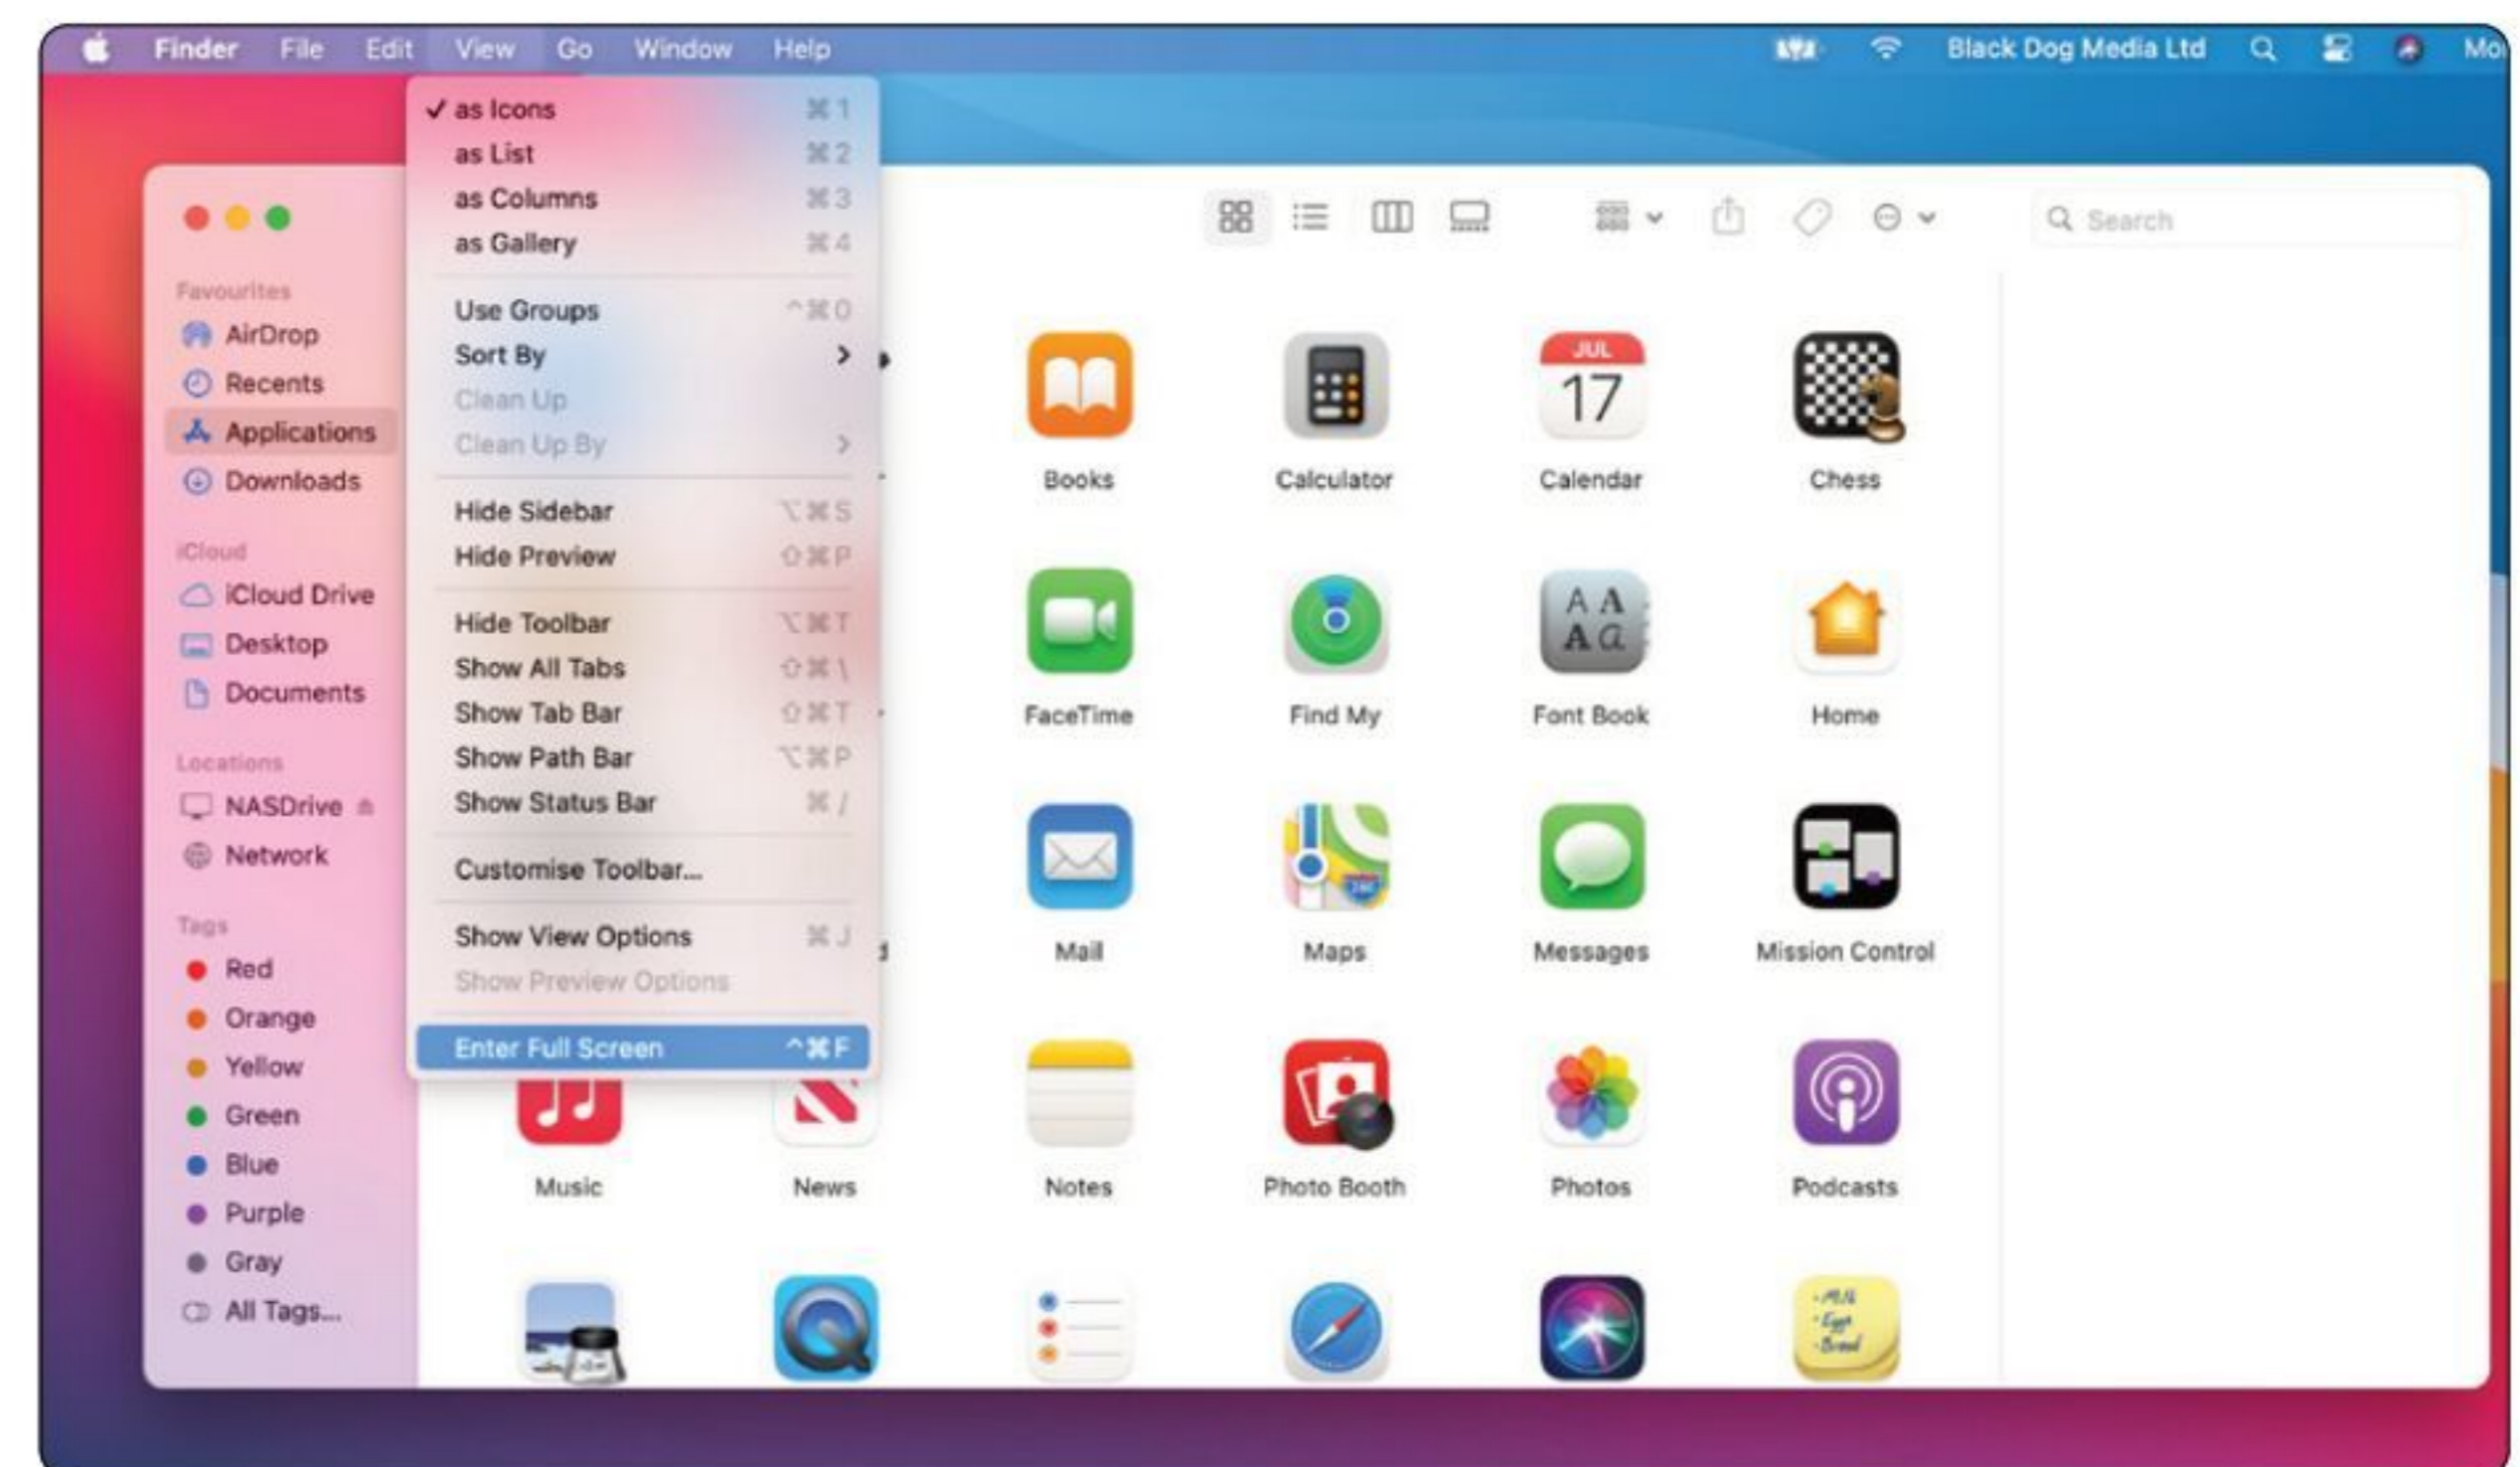 Finder File Edit View Go Window Help Black Dog Media Ltd Mo
✓ as Icons ⌘1
as List ⌘2
as Columns ⌘3
as Gallery ⌘4
Use Groups ^⌘0
Sort By >
Clean Up
Clean Up By >
Hide Sidebar ⌥⌘S
Hide Preview ⇧⌘P
Hide Toolbar ⌥⌘T
Show All Tabs ⇧⌘\
Show Tab Bar ⇧⌘T
Show Path Bar ⌥⌘P
Show Status Bar ⌘/
Customise Toolbar...
Show View Options ⌘J
Show Preview Options
Enter Full Screen ^⌘F
Favourites
AirDrop
Recents
Applications
Downloads
iCloud
iCloud Drive
Desktop
Documents
Locations
NASDrive
Network
Tags
Red
Orange
Yellow
Green
Blue
Purple
Gray
All Tags...
Search
JUL
17
Books Calculator Calendar Chess
A A
A a
FaceTime Find My Font Book Home
280
Mail Maps Messages Mission Control
Music News Notes Photo Booth Photos Podcasts
- Milk
- Eggs
- Bread